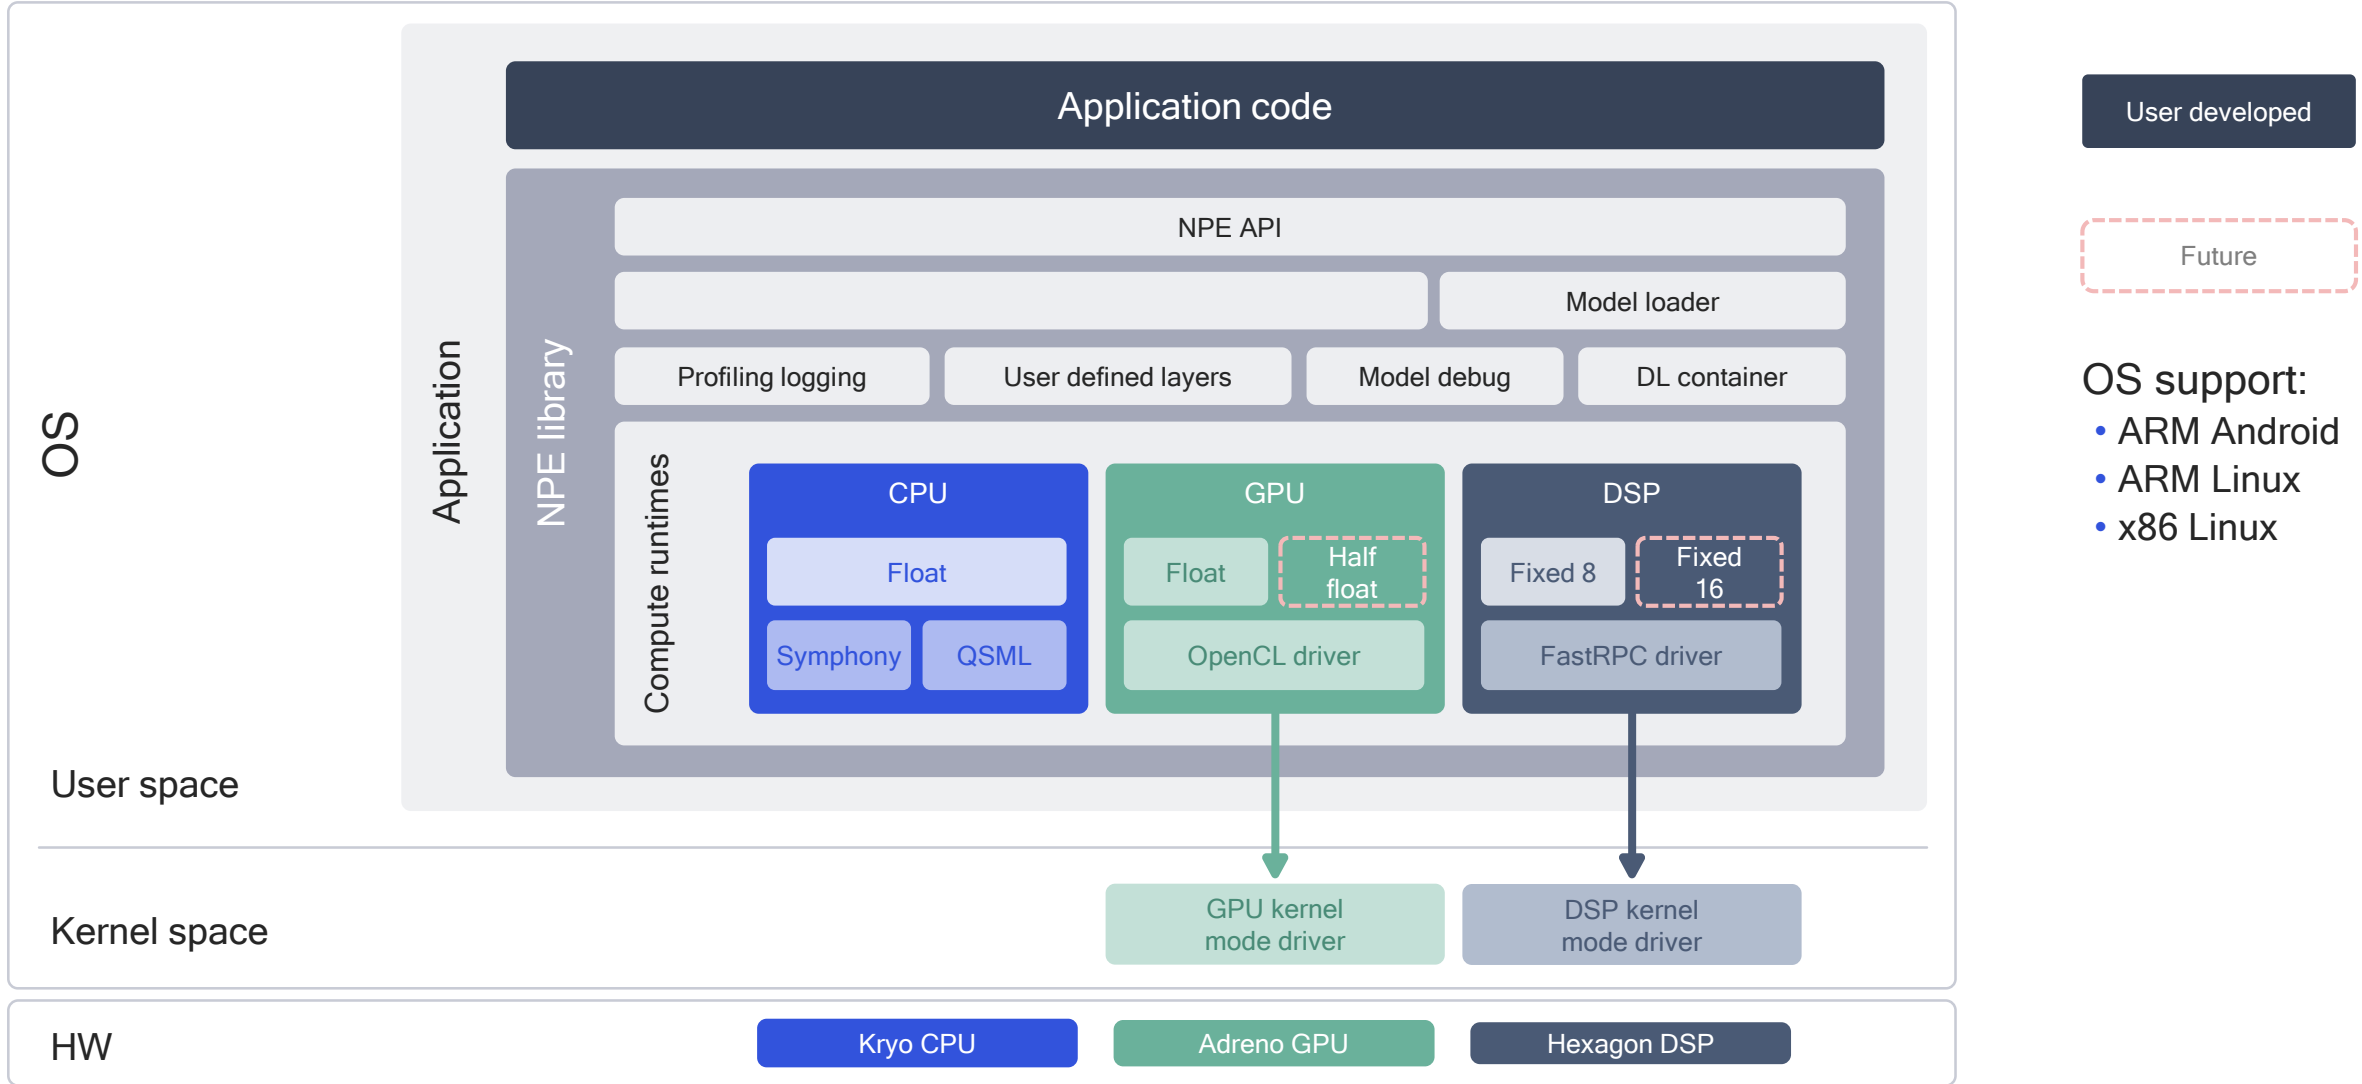 Application code
User developed
NPE API
Future
Model loader
Profiling logging
User defined layers
Model debug
DL container
OS
Application
NPE library
Compute runtimes
CPU
Float
Symphony
QSML
GPU
Float
Half
float
OpenCL driver
DSP
Fixed 8
Fixed
16
FastRPC driver
OS support:
• ARM Android
• ARM Linux
• x86 Linux
User space
Kernel space
GPU kernel
mode driver
DSP kernel
mode driver
HW
Kryo CPU
Adreno GPU
Hexagon DSP